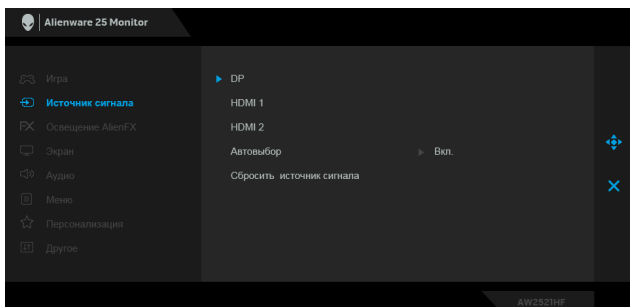 Alienware 25 Monitor
Игра
Источник сигнала
FX Освещение AlienFX
Экран
Аудио
Меню
Персонализация
Другое
DP
HDMI 1
HDMI 2
Автовыбор Вкл.
Сбросить источник сигнала
AW2521HF